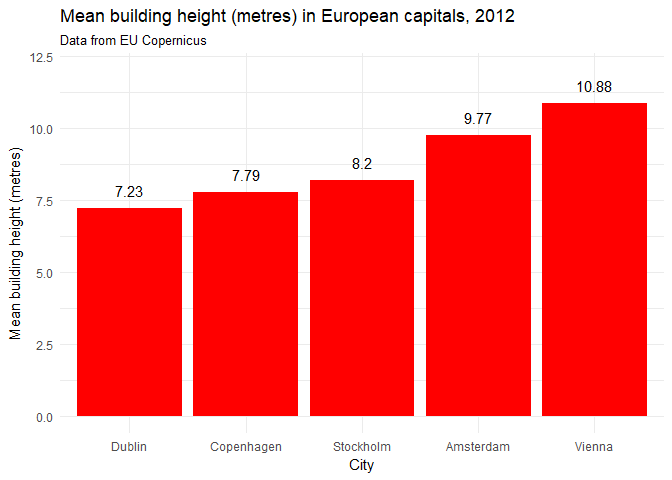 Mean building height (metres) in European capitals, 2012
Data from EU Copernicus
Mean building height (metres)
12.5
10.0
7.5
5.0
2.5
0.0
7.23
7.79
8.2
9.77
10.88
Dublin Copenhagen Stockholm Amsterdam Vienna
City